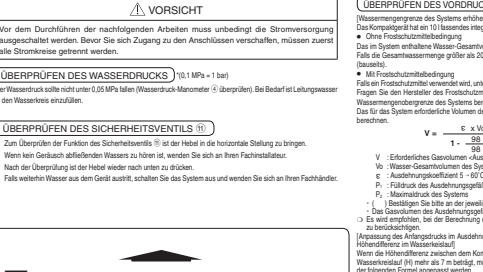 ⚠ VORSICHT
Vor dem Durchführen der nachfolgenden Arbeiten muss unbedingt die Stromversorgung
ausgeschaltet werden. Bevor Sie sich Zugang zu den Anschlüssen verschaffen, müssen zuerst
alle Stromkreise getrennt werden.
ÜBERPRÜFEN DES WASSERDRUCKS *(0,1 MPa = 1 bar)
er Wasserdruck sollte nicht unter 0,05 MPa fallen (Wasserdruck-Manometer ④ überprüfen). Bei Bedarf ist Leitungswasser
den Wasserkreis einzufüllen.
ÜBERPRÜFEN DES SICHERHEITSVENTILS ⑪
Zum Überprüfen der Funktion des Sicherheitsventils ⑪ ist der Hebel in die horizontale Stellung zu bringen.
Wenn kein Geräusch abfließenden Wassers zu hören ist, wenden Sie sich an Ihren Fachinstallateur.
Nach der Überprüfung ist der Hebel wieder nach unten zu drücken.
Falls weiterhin Wasser aus dem Gerät austritt, schalten Sie das System aus und wenden Sie sich an Ihren Fachhändler.
ÜBERPRÜFEN DES VORDRUC
[Wassermengengrenze des Systems erhöhe
Das Kompaktgerät hat ein 10 l fassendes integ
● Ohne Frostschutzmittelbedingung
Das im System enthaltene Wasser-Gesamtv
Falls die Gesamtwassermenge größer als 20
(bauseits).
● Mit Frostschutzmittelbedingung
Falls ein Frostschutzmittel verwendet wird, unte
Fragen Sie den Hersteller des Frostschutzm
Wassermengenobergrenze des Systems ber
Das für das System erforderliche Volumen de
berechnen.
V = ε x Vo
1 - 98
98
V : Erforderliches Gasvolumen <Aus
Vo : Wasser-Gesamtvolumen des Sys
ε : Ausdehnungskoeffizient 5→60˚C
P₁ : Fülldruck des Ausdehnungsgefäß
P₂ : Maximaldruck des Systems
- ( ) Bestätigen Sie bitte an der jeweili
- Das Gasvolumen des Ausdehnungsgef
❍ Es wird empfohlen, bei der Berechnung d
zu berücksichtigen.
[Anpassung des Anfangsdrucks im Ausdehnu
Höhendifferenz im Wasserkreislauf]
Wenn die Höhendifferenz zwischen dem Kom
Wasserkreislauf (H) mehr als 7 m beträgt, mu
der folgenden Formel angepasst werden.